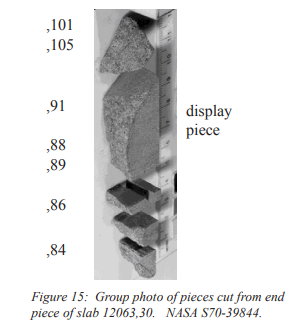 ,101
,105
,91
display
piece
,88
,89
,86
,84
Figure 15: Group photo of pieces cut from end
piece of slab 12063,30. NASA S70-39844.